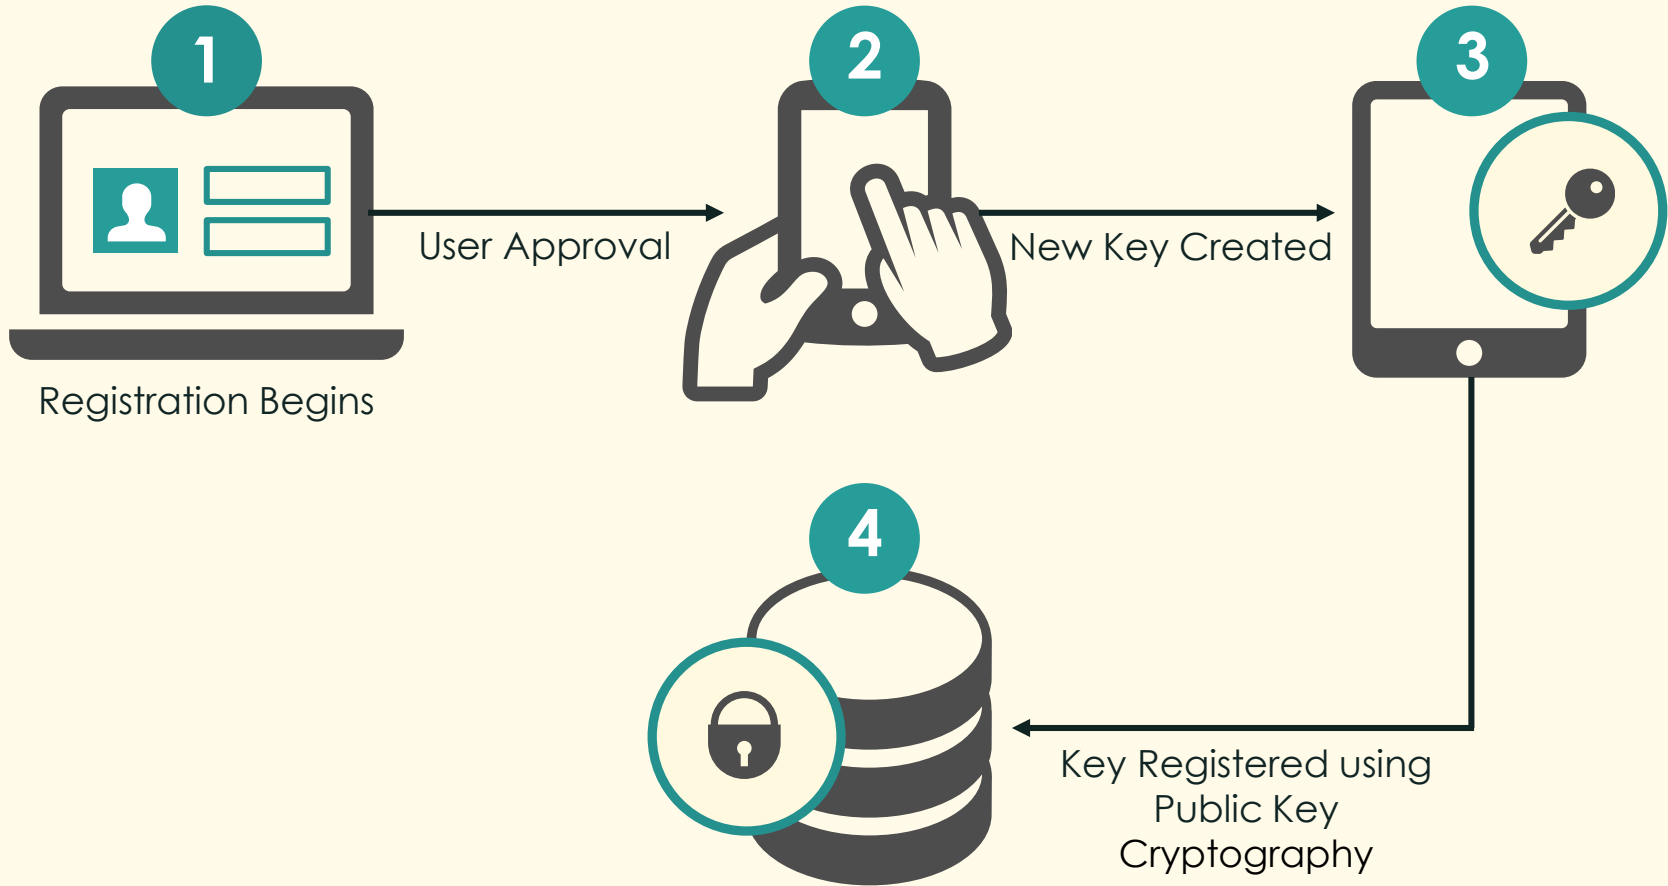 1
2
3
User Approval
New Key Created
Registration Begins
4
Key Registered using
Public Key
Cryptography